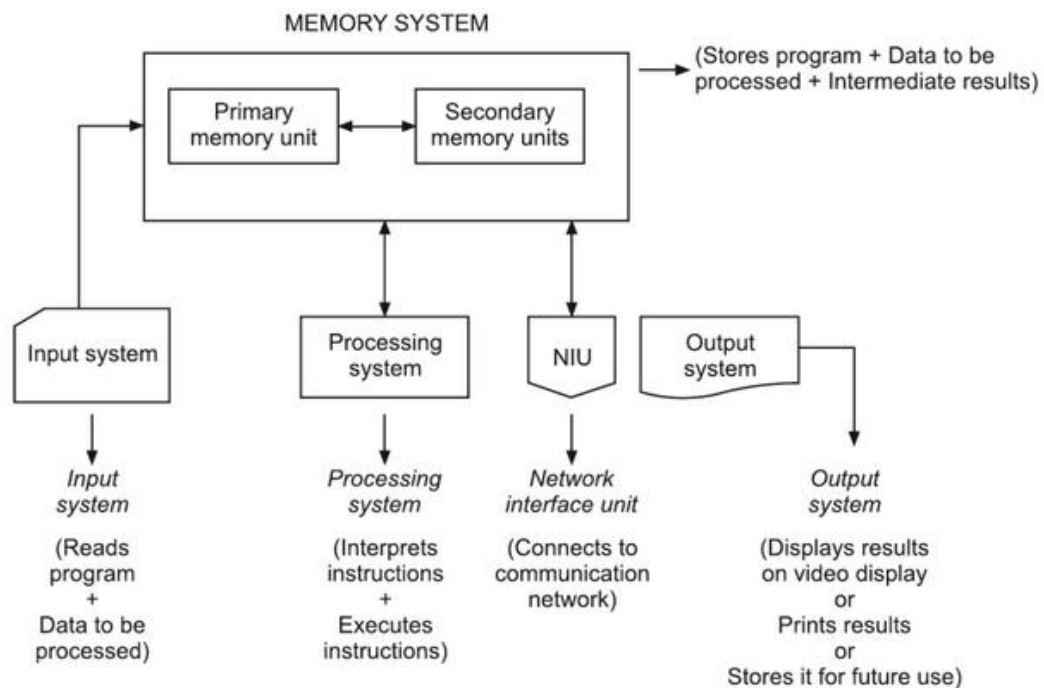 MEMORY SYSTEM
(Stores program + Data to be
processed + Intermediate results)
Primary
memory unit
Secondary
memory units
Input system
Processing
system
NIU
Output
system
Input
system
(Reads
program
+
Data to be
processed)
Processing
system
(Interprets
instructions
+
Executes
instructions)
Network
interface unit
(Connects to
communication
network)
Output
system
(Displays results
on video display
or
Prints results
or
Stores it for future use)